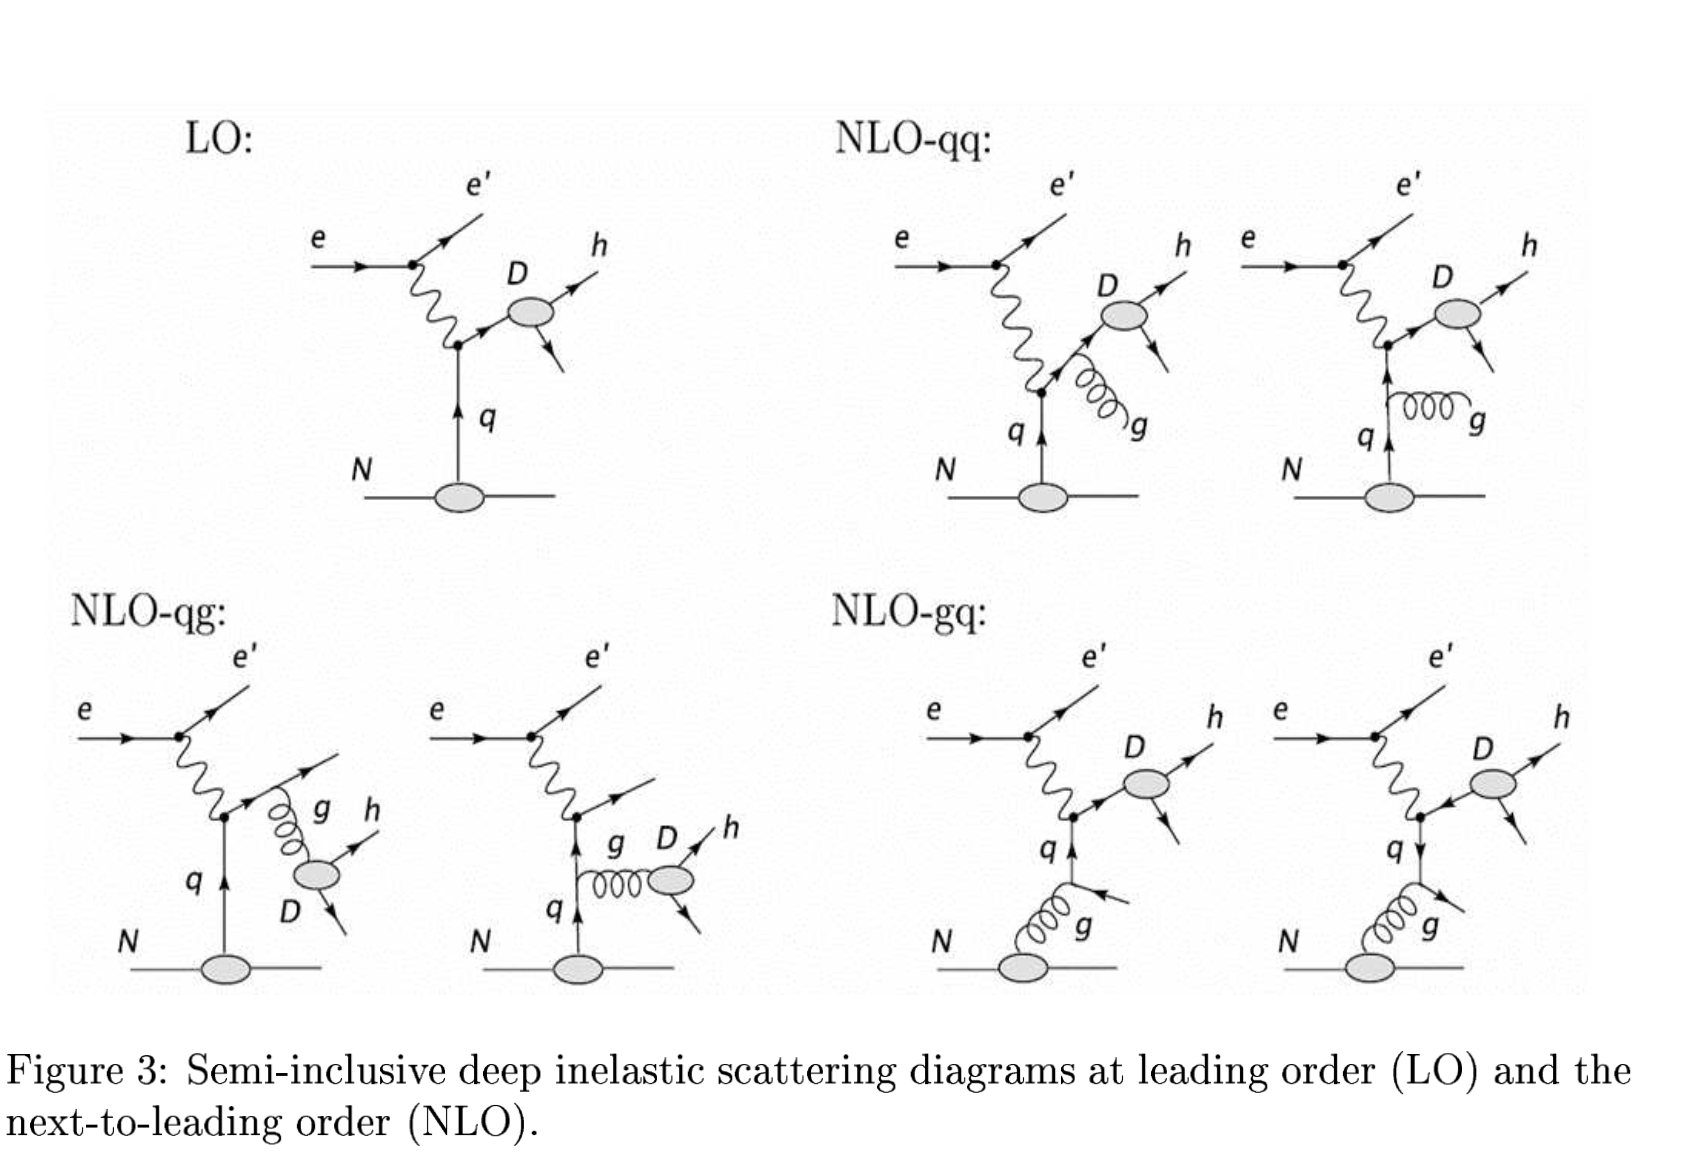 LO:
NLO-qq:
e'
e
D
h
q
N
e'
e
D
h
q
g
N
e'
e
D
h
q
g
N
NLO-qg:
NLO-gq:
e'
e
g
h
q
D
N
e'
e
g
D
h
q
N
e'
e
D
h
q
g
N
e'
e
D
h
q
g
N
Figure 3: Semi-inclusive deep inelastic scattering diagrams at leading order (LO) and the
next-to-leading order (NLO).